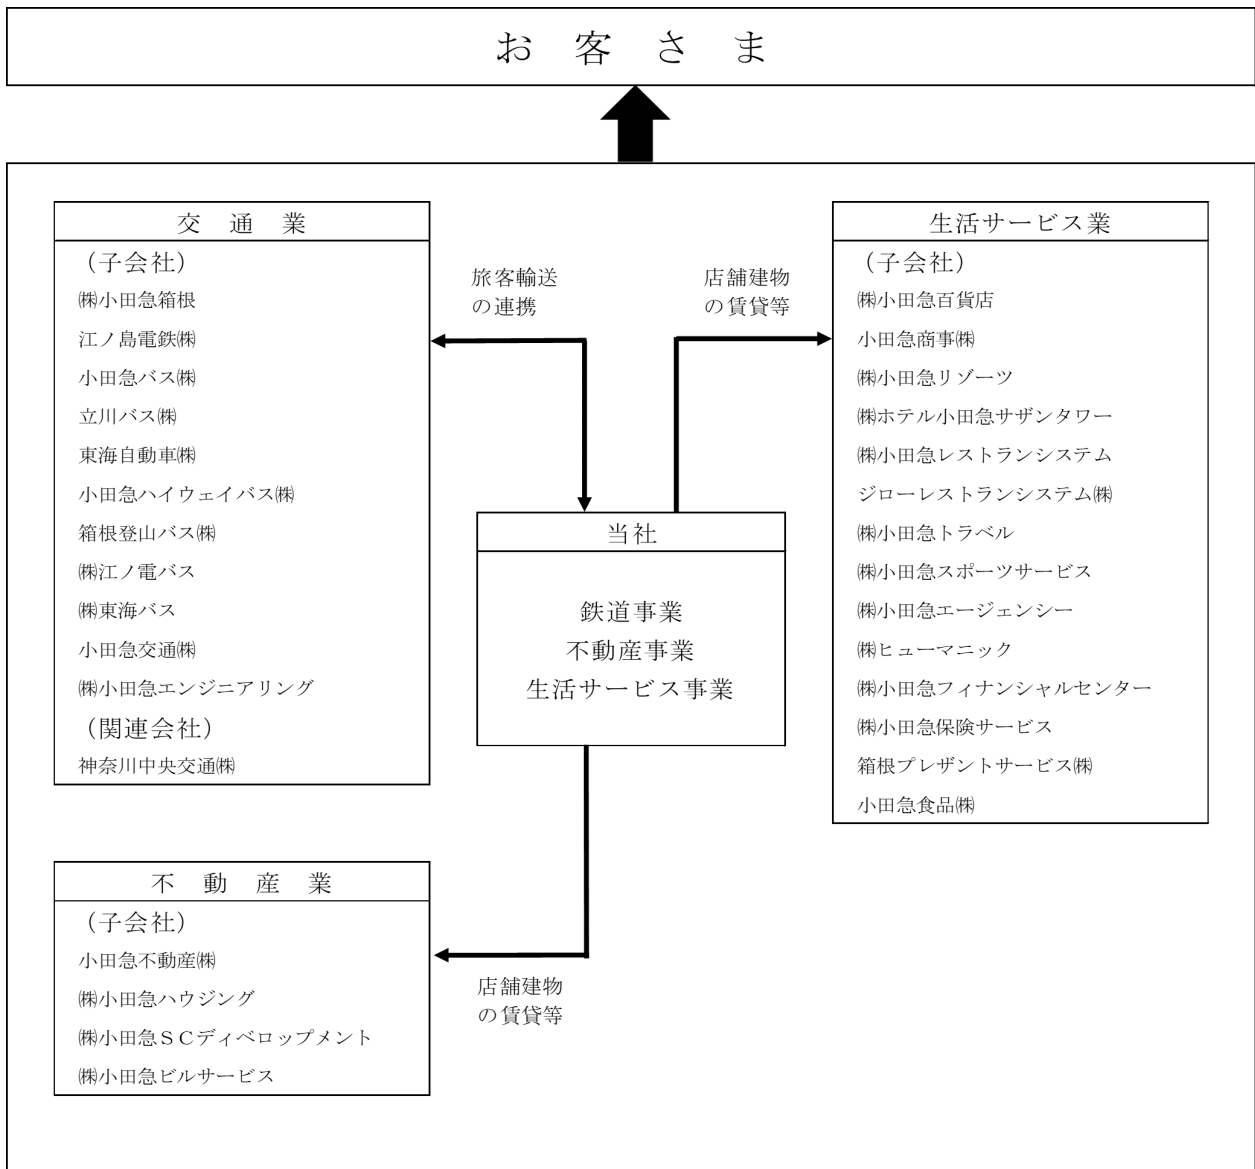 お 客 さ ま
交 通 業
（子会社）
㈱小田急箱根
江ノ島電鉄㈱
小田急バス㈱
立川バス㈱
東海自動車㈱
小田急ハイウェイバス㈱
箱根登山バス㈱
㈱江ノ電バス
㈱東海バス
小田急交通㈱
㈱小田急エンジニアリング
（関連会社）
神奈川中央交通㈱
旅客輸送
の連携
店舗建物
の賃貸等
生活サービス業
（子会社）
㈱小田急百貨店
小田急商事㈱
㈱小田急リゾーツ
㈱ホテル小田急サザンタワー
㈱小田急レストランシステム
ジローレストランシステム㈱
㈱小田急トラベル
㈱小田急スポーツサービス
㈱小田急エージェンシー
㈱ヒューマニック
㈱小田急フィナンシャルセンター
㈱小田急保険サービス
箱根プレザントサービス㈱
小田急食品㈱
当社
鉄道事業
不動産事業
生活サービス事業
不 動 産 業
（子会社）
小田急不動産㈱
㈱小田急ハウジング
㈱小田急ＳＣディベロップメント
㈱小田急ビルサービス
店舗建物
の賃貸等